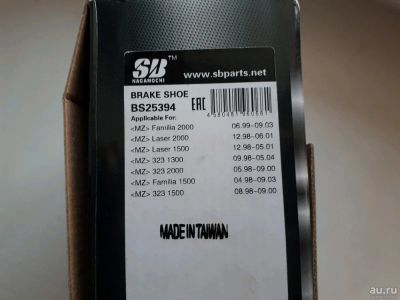 SB™
NAGAMOCHI
www.sbparts.net
BRAKE SHOE
BS25394
EAC
Applicable For:
<MZ> Familia 2000 06.99-09.03
<MZ> Laser 2000 12.98-06.01
<MZ> Laser 1500 12.98-05.01
<MZ> 323 1300 09.98-05.04
<MZ> 323 2000 05.98-09.00
<MZ> Familia 1500 04.98-09.03
<MZ> 323 1500 08.98-09.00
MADE IN TAIWAN
au.ru